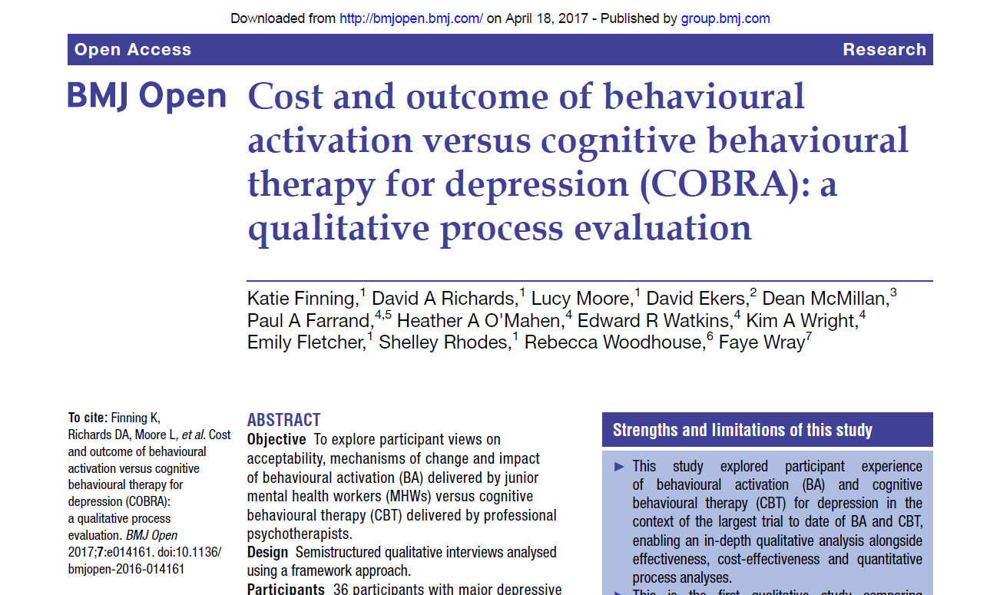 Downloaded from http://bmjopen.bmj.com/ on April 18, 2017 - Published by group.bmj.com
Open Access
Research
BMJ Open
Cost and outcome of behavioural
activation versus cognitive behavioural
therapy for depression (COBRA): a
qualitative process evaluation
Katie Finning,1 David A Richards,1 Lucy Moore,1 David Ekers,2 Dean McMillan,3
Paul A Farrand,4,5 Heather A O'Mahen,4 Edward R Watkins,4 Kim A Wright,4
Emily Fletcher,1 Shelley Rhodes,1 Rebecca Woodhouse,6 Faye Wray7
To cite: Finning K,
Richards DA, Moore L, et al. Cost
and outcome of behavioural
activation versus cognitive
behavioural therapy for
depression (COBRA):
a qualitative process
evaluation. BMJ Open
2017;7:e014161. doi:10.1136/
bmjopen-2016-014161
ABSTRACT
Objective To explore participant views on
acceptability, mechanisms of change and impact
of behavioural activation (BA) delivered by junior
mental health workers (MHWs) versus cognitive
behavioural therapy (CBT) delivered by professional
psychotherapists.
Design Semistructured qualitative interviews analysed
using a framework approach.
Participants 36 participants with major depressive
Strengths and limitations of this study
► This study explored participant experience
of behavioural activation (BA) and cognitive
behavioural therapy (CBT) for depression in the
context of the largest trial to date of BA and CBT,
enabling an in-depth qualitative analysis alongside
effectiveness, cost-effectiveness and quantitative
process analyses.
► This is the first qualitative study comparing